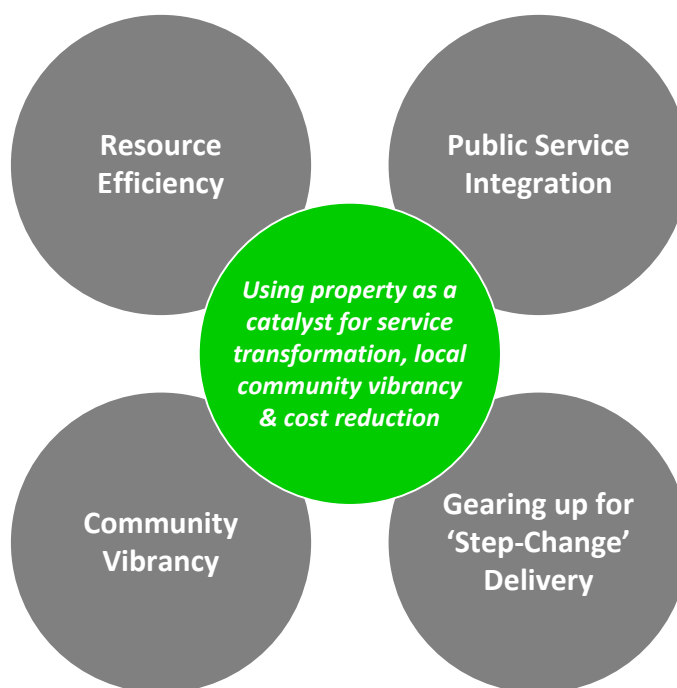 Resource
Efficiency
Public Service
Integration
Using property as a
catalyst for service
transformation, local
community vibrancy
& cost reduction
Community
Vibrancy
Gearing up for
‘Step-Change’
Delivery